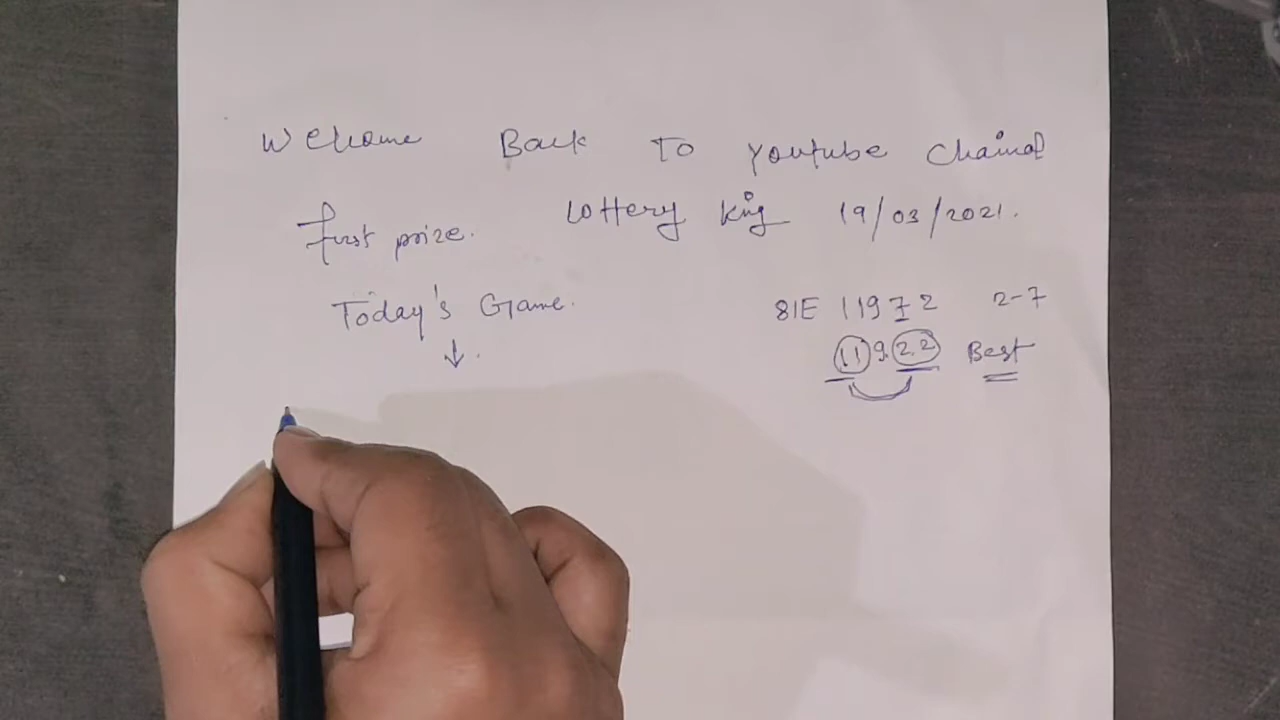 Welcome Back To Youtube Chainal
first prize. Lottery King 19/03/2021.
Today's Game. 81E 11972 2-7
11922 Best